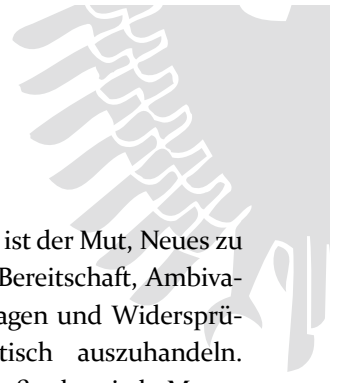 ist der Mut, Neues zu
Bereitschaft, Ambiva-
agen und Widersprü-
tisch auszuhandeln.